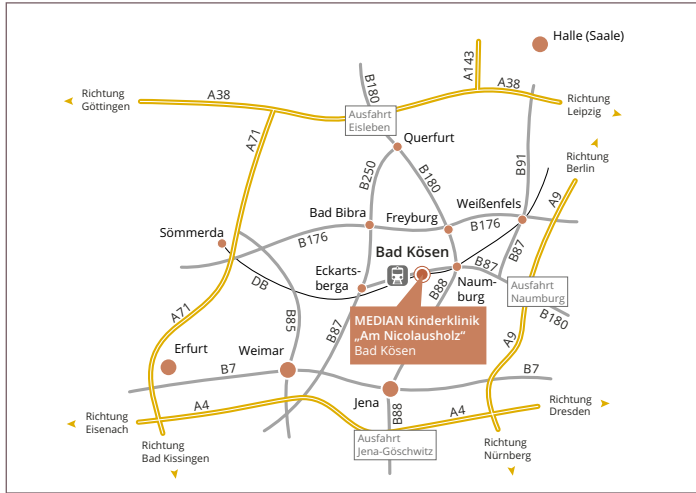 Halle (Saale)
A143
B180
Richtung
Göttingen
A38
A38
Richtung
Leipzig
Ausfahrt
Eisleben
A71
Querfurt
B91
Richtung
Berlin
B250
B180
A9
Weißenfels
Bad Bibra
Freyburg
B176
Sömmerda
B176
Bad Kösen
B87
B87
DB
Eckarts-
berga
B88
Naum-
burg
Ausfahrt
Naumburg
B180
A71
B85
B87
MEDIAN Kinderklinik
„Am Nicolausholz“
Bad Kösen
A9
Erfurt
Weimar
B7
B7
Jena
Richtung
Eisenach
A4
B88
A4
Richtung
Dresden
Richtung
Bad Kissingen
Ausfahrt
Jena-Göschwitz
Richtung
Nürnberg